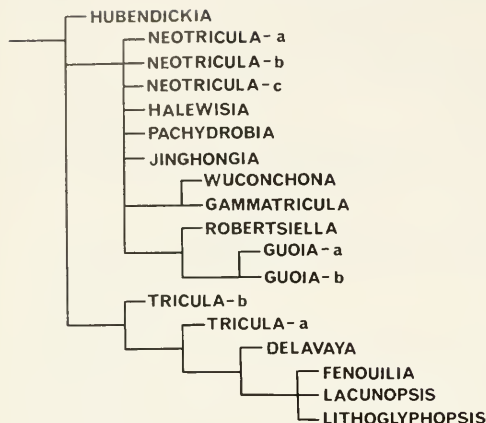 HUBENDICKIA
NEOTRICULA-a
NEOTRICULA-b
NEOTRICULA-c
HALEWISIA
PACHYDROBIA
JINGHONGIA
WUCONCHONA
GAMMATRICULA
ROBERTSIELLA
GUOIA-a
GUOIA-b
TRICULA-b
TRICULA-a
DELAVAYA
FENOUILIA
LACUNOPSIS
LITHOGLYPHOPSIS